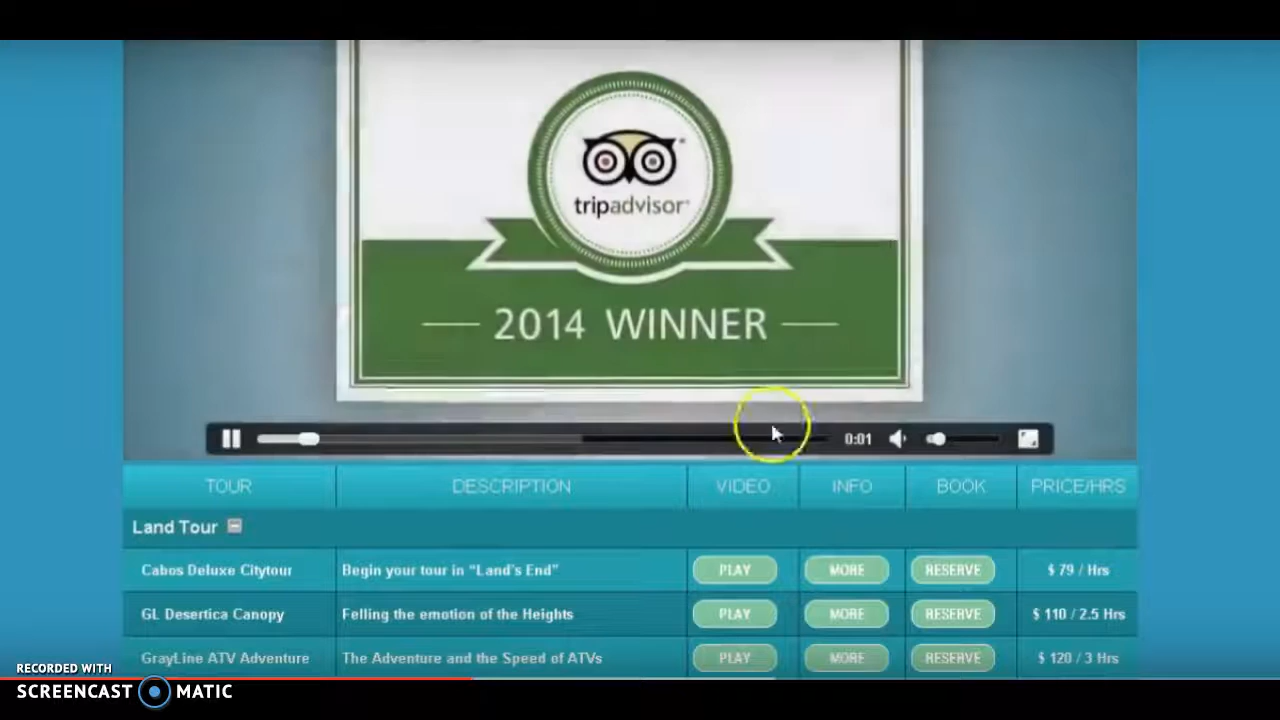 tripadvisor®
2014 WINNER
0:01
TOUR DESCRIPTION VIDEO INFO BOOK PRICE/HRS
Land Tour
Cabos Deluxe Citytour Begin your tour in "Land's End" PLAY MORE RESERVE $ 79 / Hrs
GL Desertica Canopy Felling the emotion of the Heights PLAY MORE RESERVE $ 110 / 2.5 Hrs
GrayLine ATV Adventure The Adventure and the Speed of ATVs PLAY MORE RESERVE $ 120 / 3 Hrs
RECORDED WITH
SCREENCAST MATIC